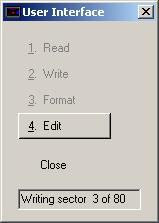 User Interface
1. Read
2. Write
3. Format
4. Edit
Close
Writing sector 3 of 80